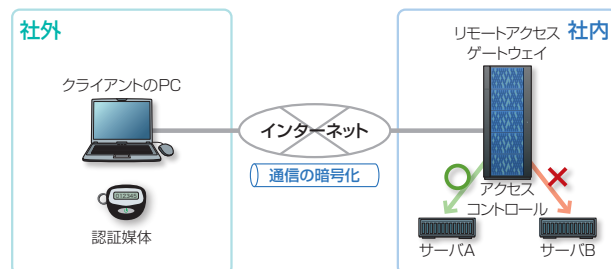 社外
クライアントのPC
認証媒体
インターネット
通信の暗号化
社内
リモートアクセス
ゲートウェイ
アクセス
コントロール
サーバA
サーバB